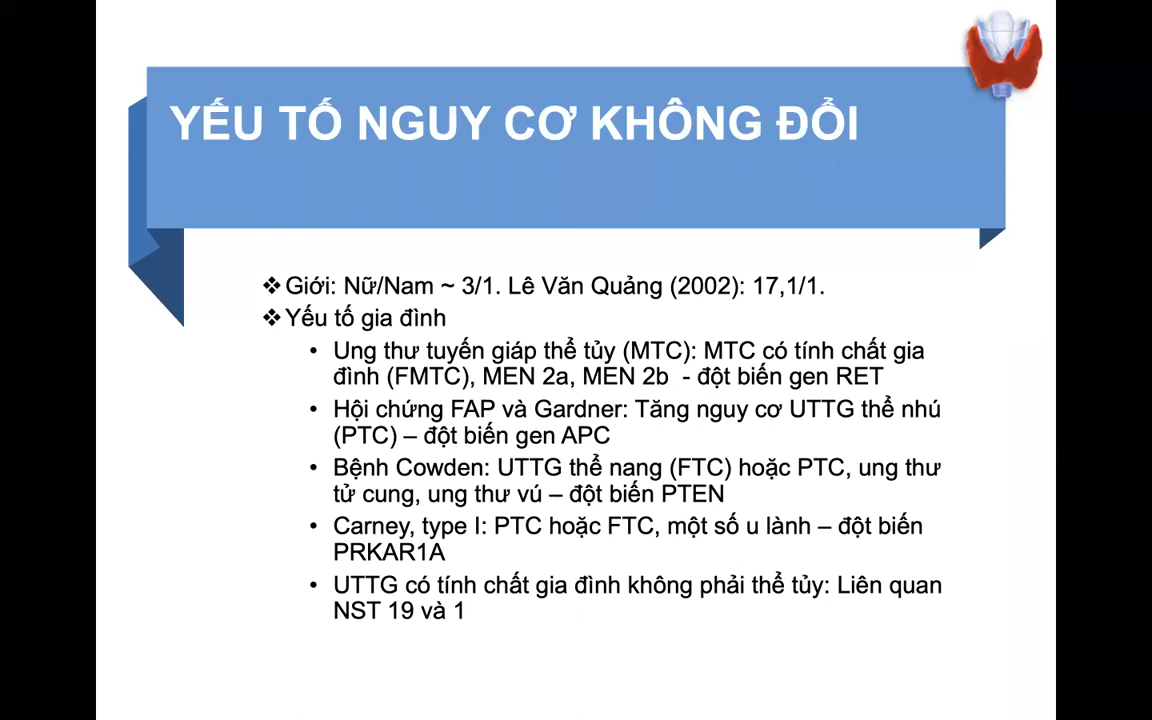 YẾU TỐ NGUY CƠ KHÔNG ĐỔI
❖Giới: Nữ/Nam ~ 3/1. Lê Văn Quảng (2002): 17,1/1.
❖Yếu tố gia đình
• Ung thư tuyến giáp thể tủy (MTC): MTC có tính chất gia
đình (FMTC), MEN 2a, MEN 2b - đột biến gen RET
• Hội chứng FAP và Gardner: Tăng nguy cơ UTTG thể nhú
(PTC) – đột biến gen APC
• Bệnh Cowden: UTTG thể nang (FTC) hoặc PTC, ung thư
tử cung, ung thư vú – đột biến PTEN
• Carney, type I: PTC hoặc FTC, một số u lành – đột biến
PRKAR1A
• UTTG có tính chất gia đình không phải thể tủy: Liên quan
NST 19 và 1